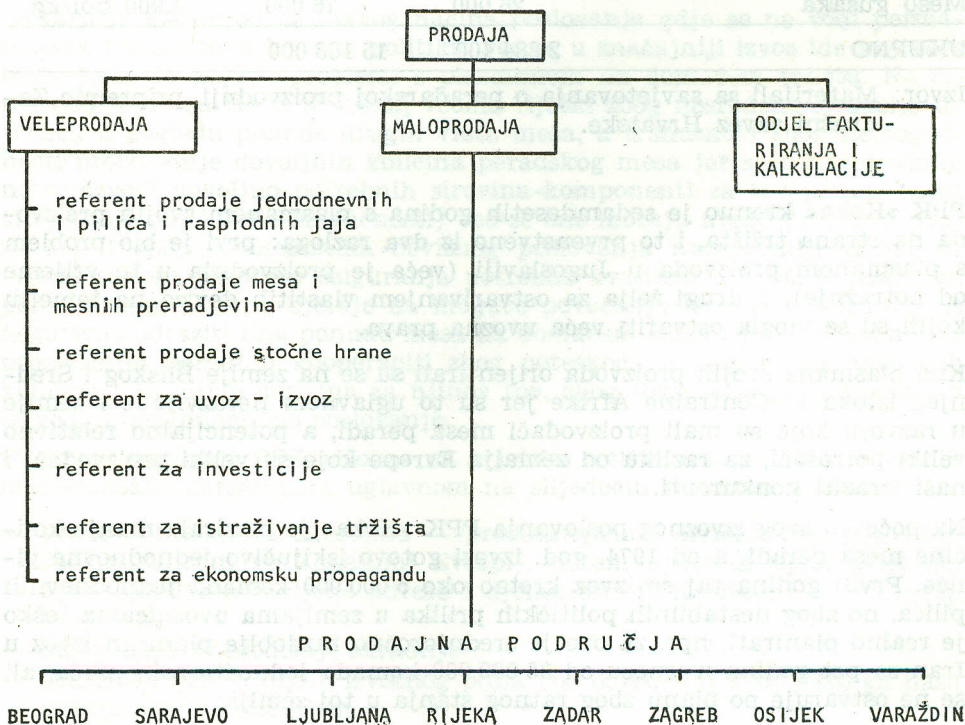 PRODAJA
VELEPRODAJA
MALOPRODAJA
ODJEL FAKTU-
RIRANJA I
KALKULACIJE
referent prodaje jednodnevnih
pilića i rasplodnih jaja
referent prodaje mesa i
mesnih preradjevina
referent prodaje stočne hrane
referent za uvoz - izvoz
referent za investicije
referent za istraživanje tržišta
referent za ekonomsku propagandu
PRODAJNA PODRUČJA
BEOGRAD SARAJEVO LJUBLJANA RIJEKA ZADAR ZAGREB OSIJEK VARAŽDIN